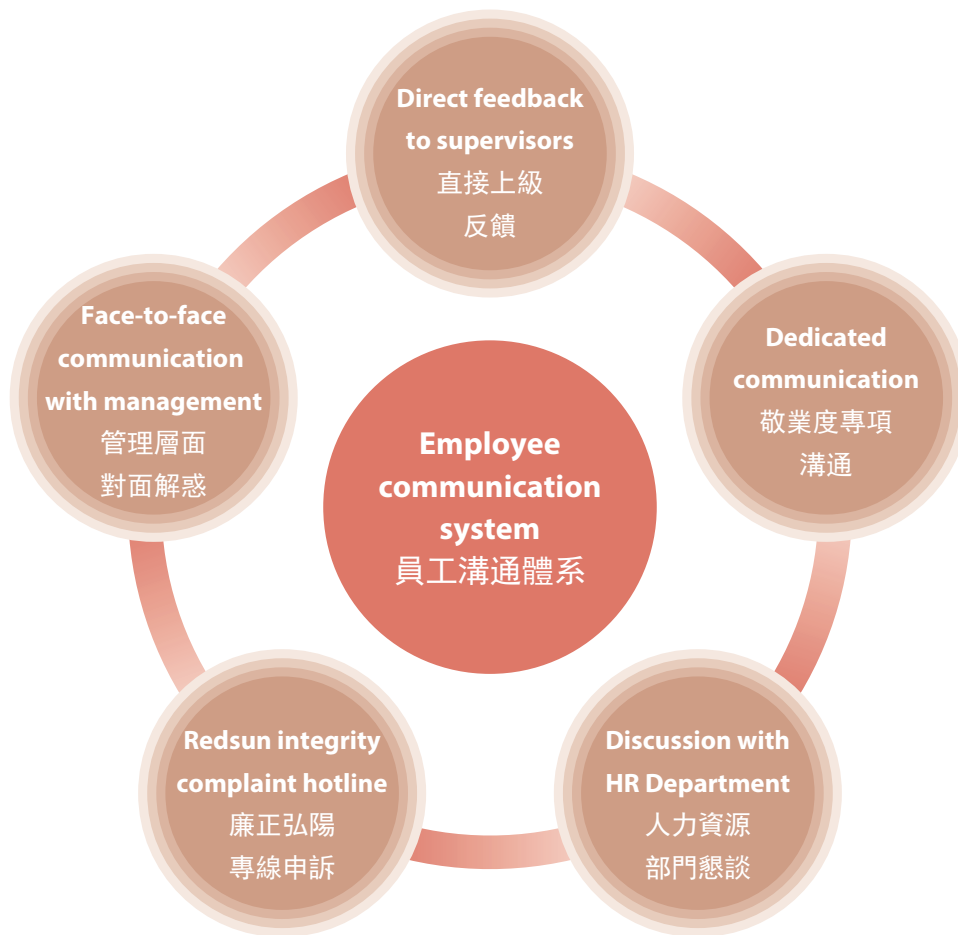 Direct feedback
to supervisors
直接上級
反饋
Dedicated
communication
敬業度專項
溝通
Discussion with
HR Department
人力資源
部門懇談
Redsun integrity
complaint hotline
廉正弘陽
專線申訴
Face-to-face
communication
with management
管理層面
對面解惑
Employee
communication
system
員工溝通體系